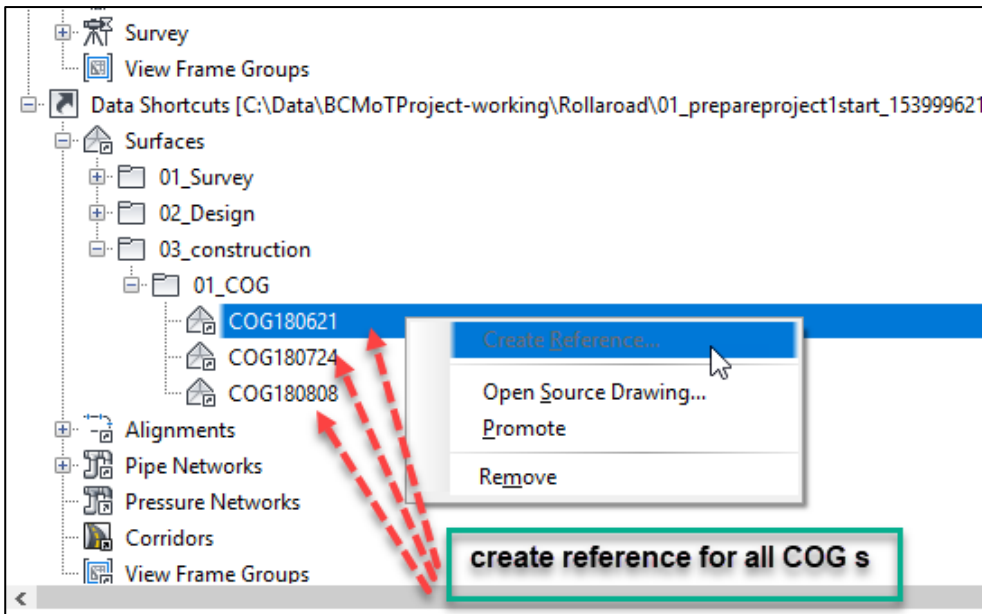 Survey
View Frame Groups
Data Shortcuts [C:\Data\BCMoTProject-working\Rollaroad\01_prepareproject1start_153999621
Surfaces
01_Survey
02_Design
03_construction
01_COG
COG180621
Create Reference...
COG180724
COG180808
Open Source Drawing...
Promote
Remove
Alignments
Pipe Networks
Pressure Networks
Corridors
View Frame Groups
create reference for all COG s